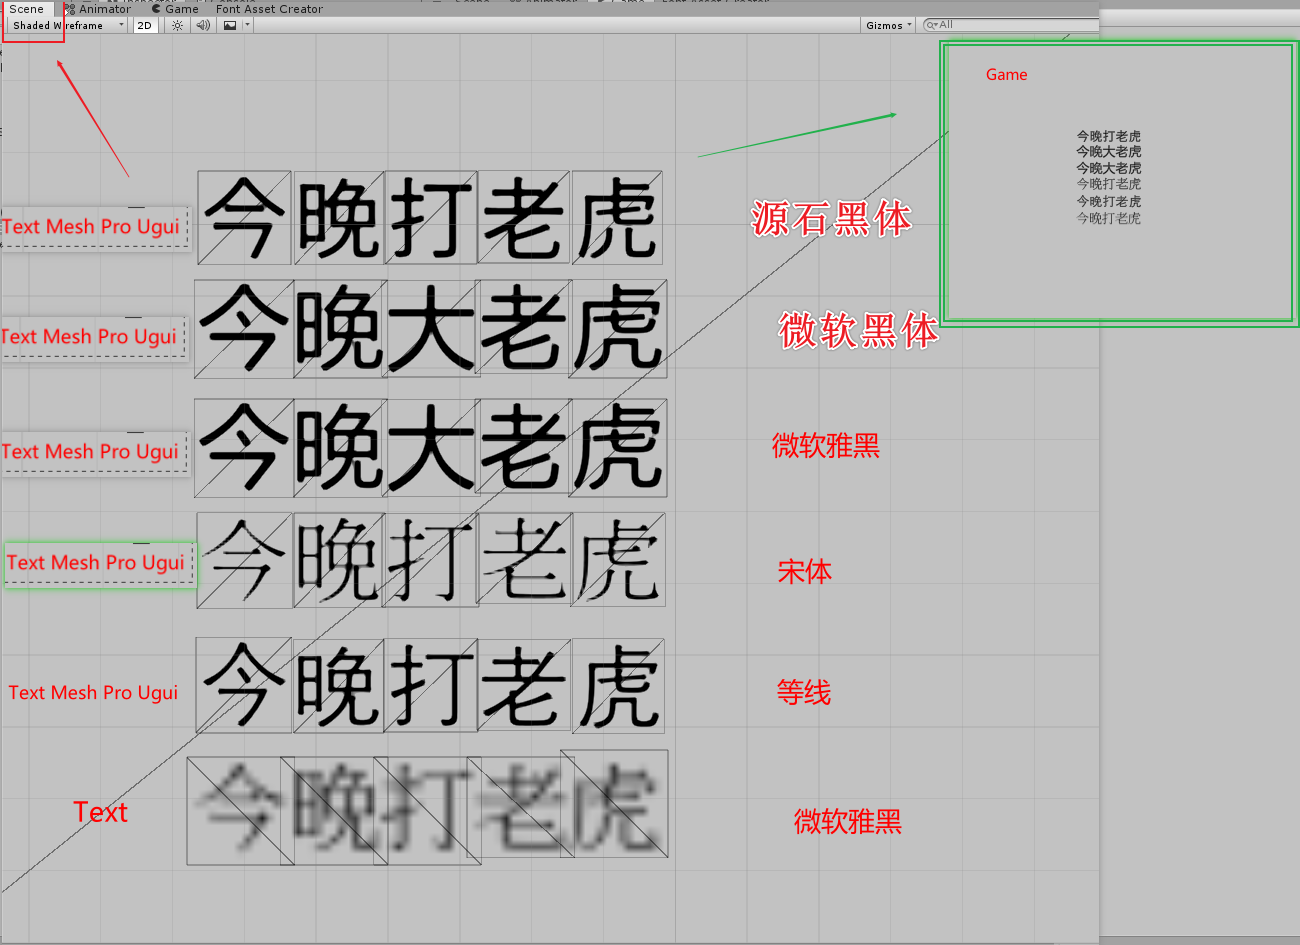 Scene Animator Game Font Asset Creator
Shaded Wireframe 2D Gizmos All
Game
今晚打老虎
今晚大老虎
今晚大老虎
今晚打老虎
今晚打老虎
今晚打老虎
Text Mesh Pro Ugui 今晚打老虎 源石黑体
Text Mesh Pro Ugui 今晚大老虎 微软黑体
Text Mesh Pro Ugui 今晚大老虎 微软雅黑
Text Mesh Pro Ugui 今晚打老虎 宋体
Text Mesh Pro Ugui 今晚打老虎 等线
Text 今晚打老虎 微软雅黑